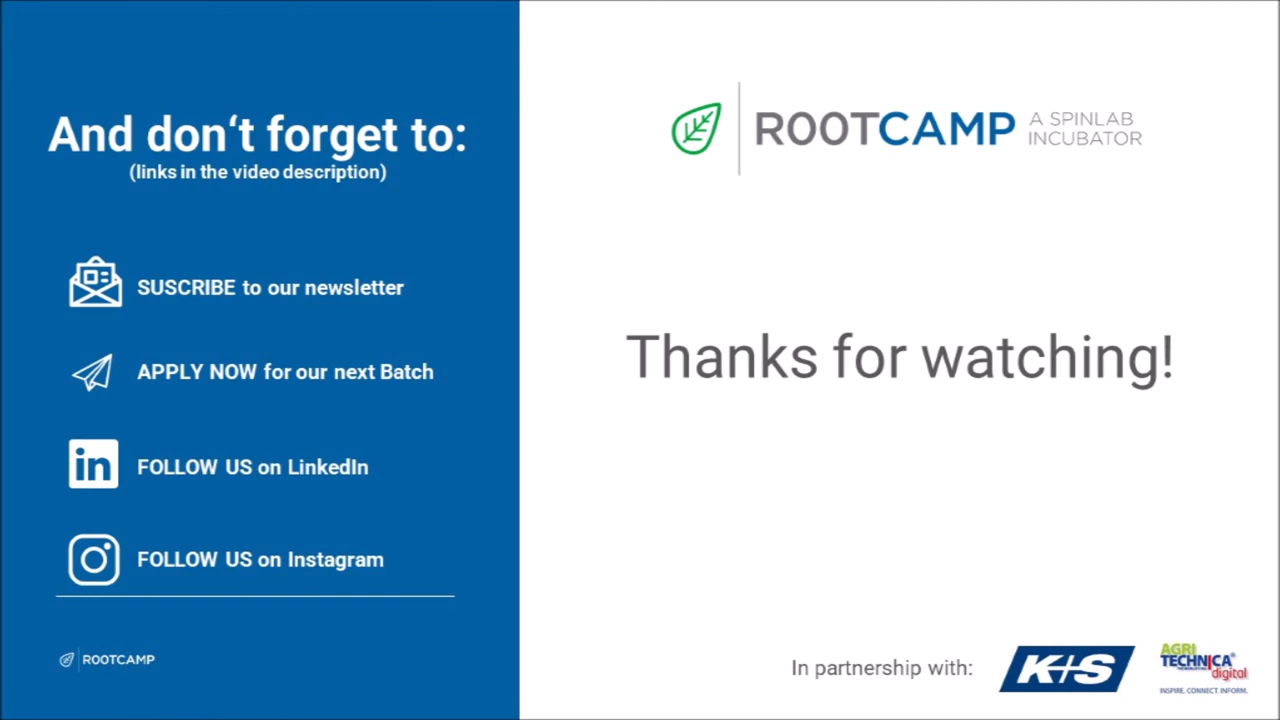 And don‘t forget to:
(links in the video description)
SUSCRIBE to our newsletter
APPLY NOW for our next Batch
in
FOLLOW US on LinkedIn
FOLLOW US on Instagram
ROOTCAMP
ROOTCAMP
A SPINLAB
INCUBATOR
Thanks for watching!
In partnership with:
K+S
AGRI
TECHNICA
digital
INSPIRE. CONNECT. INFORM.